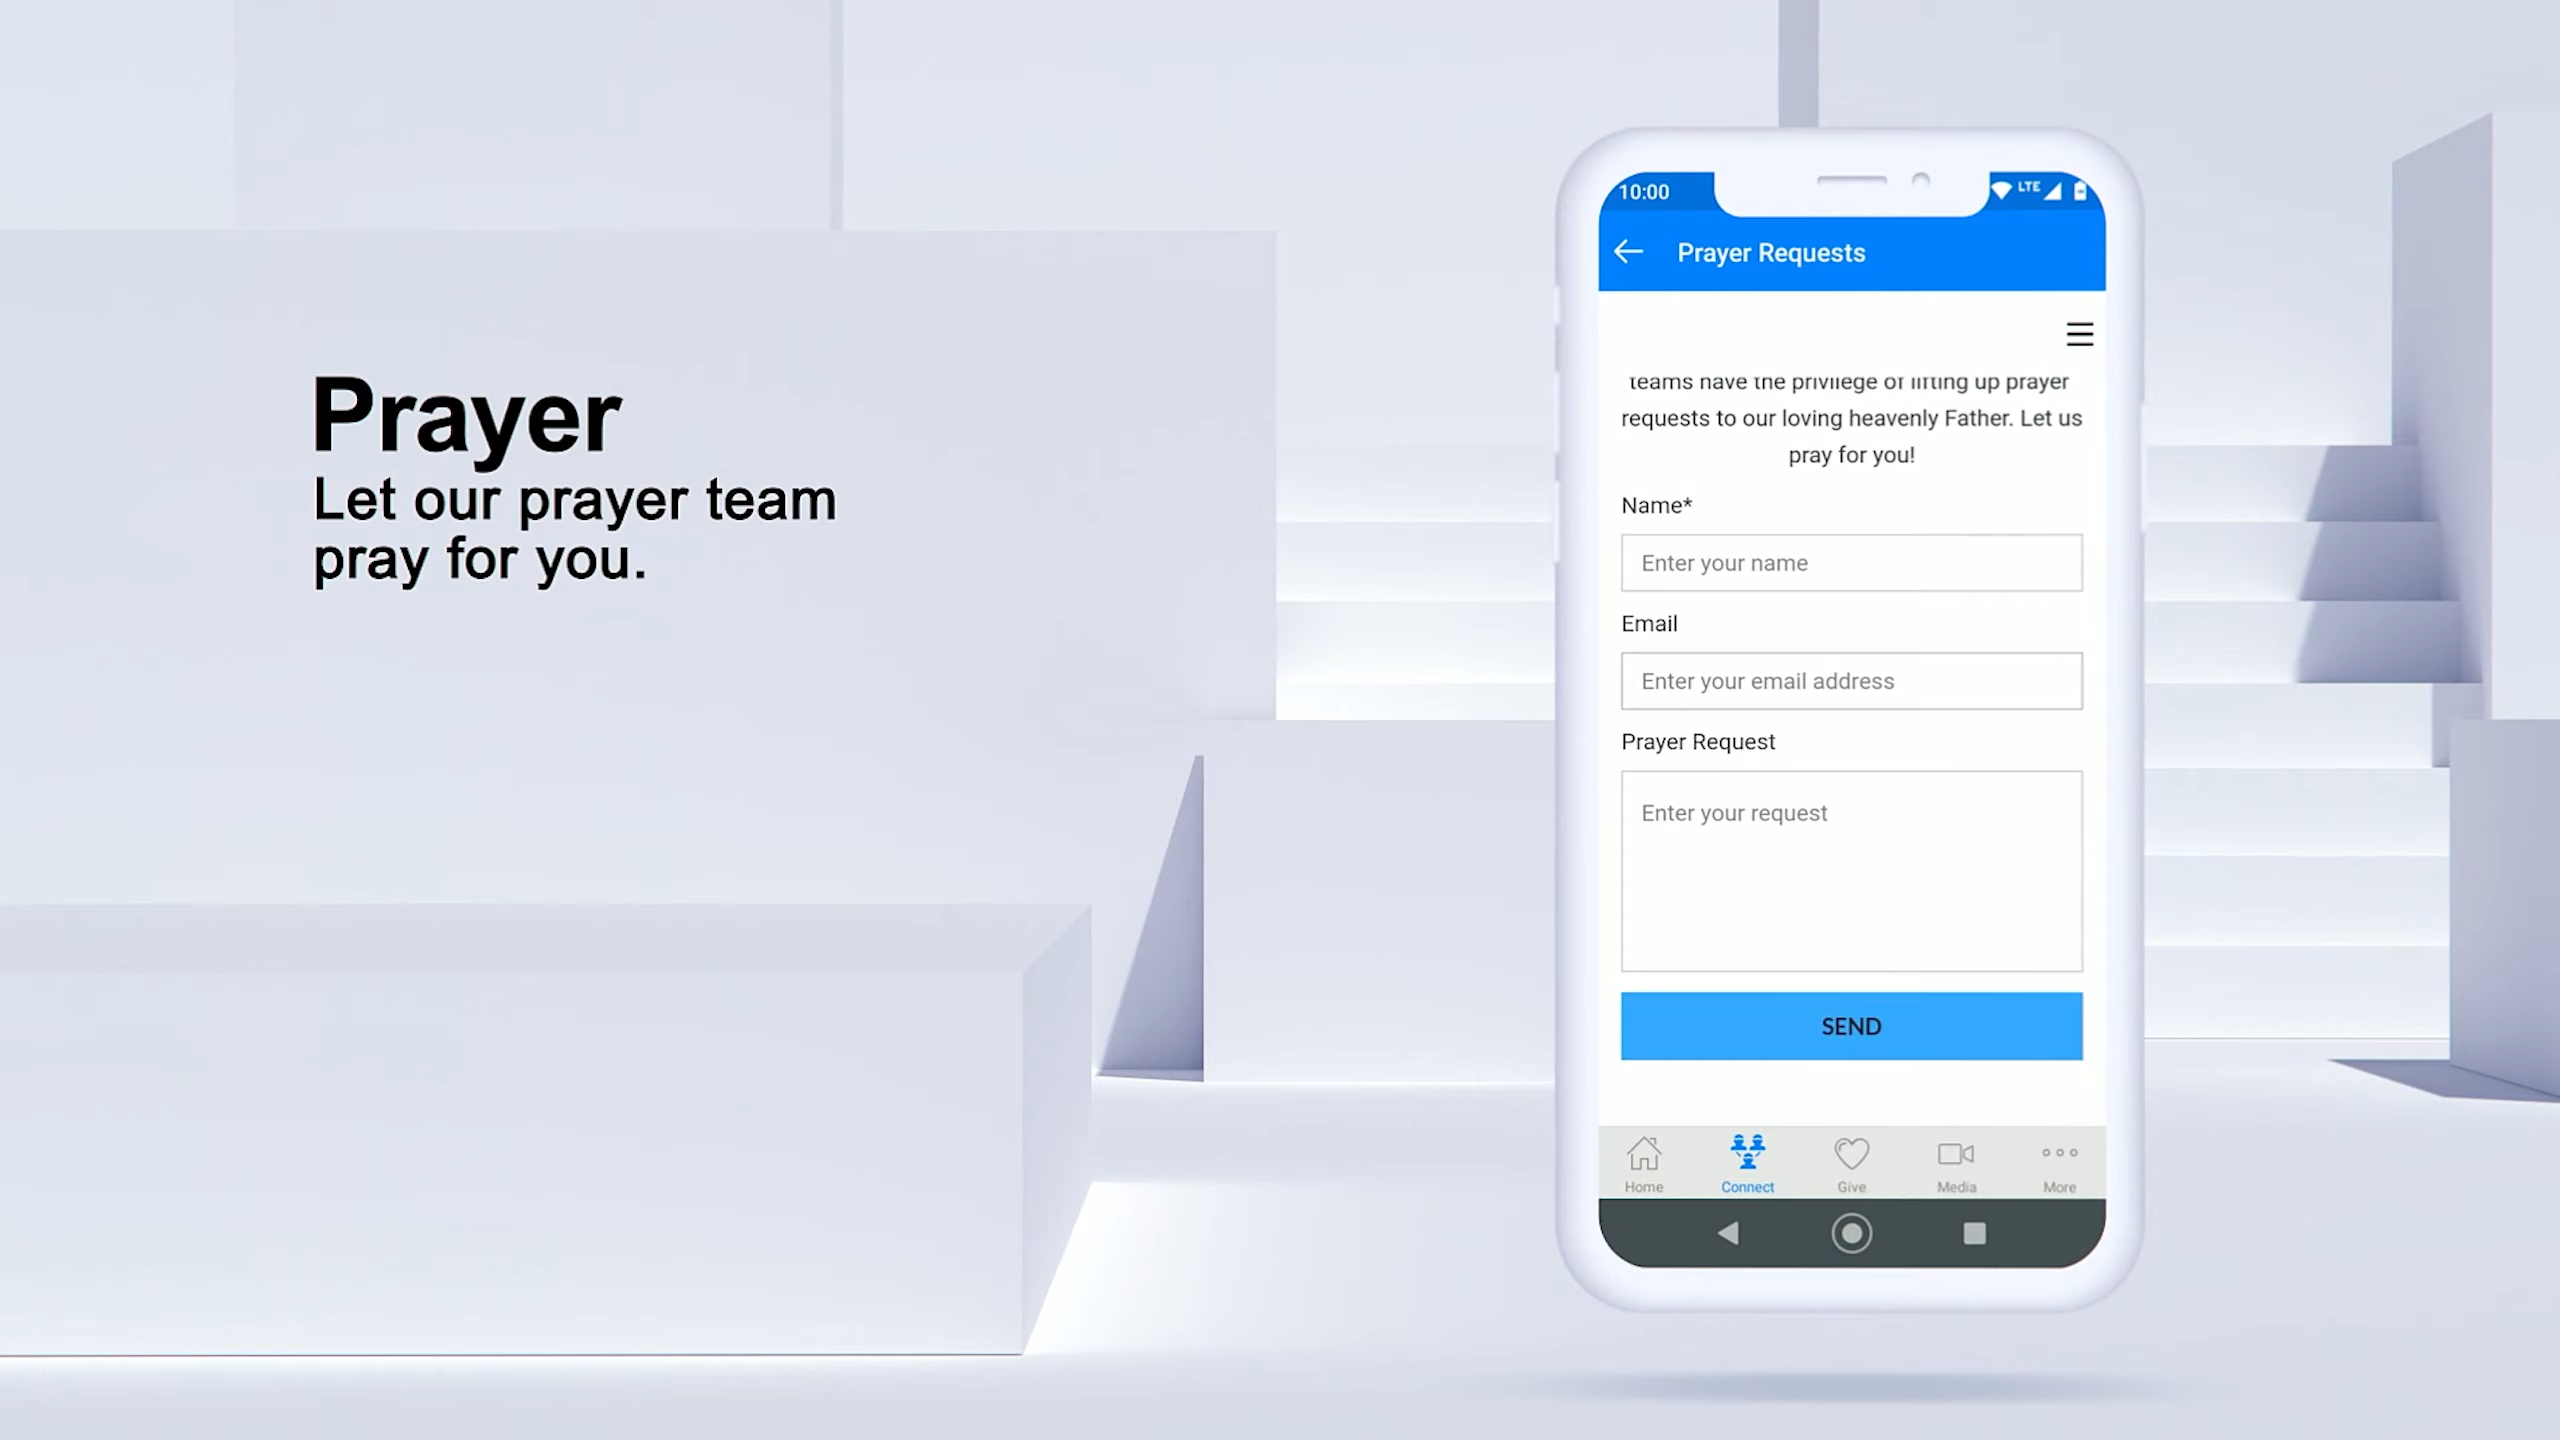 Prayer
Let our prayer team
pray for you.
10:00
LTE
Prayer Requests
teams have the privilege of lifting up prayer
requests to our loving heavenly Father. Let us
pray for you!
Name*
Enter your name
Email
Enter your email address
Prayer Request
Enter your request
SEND
Home
Connect
Give
Media
More